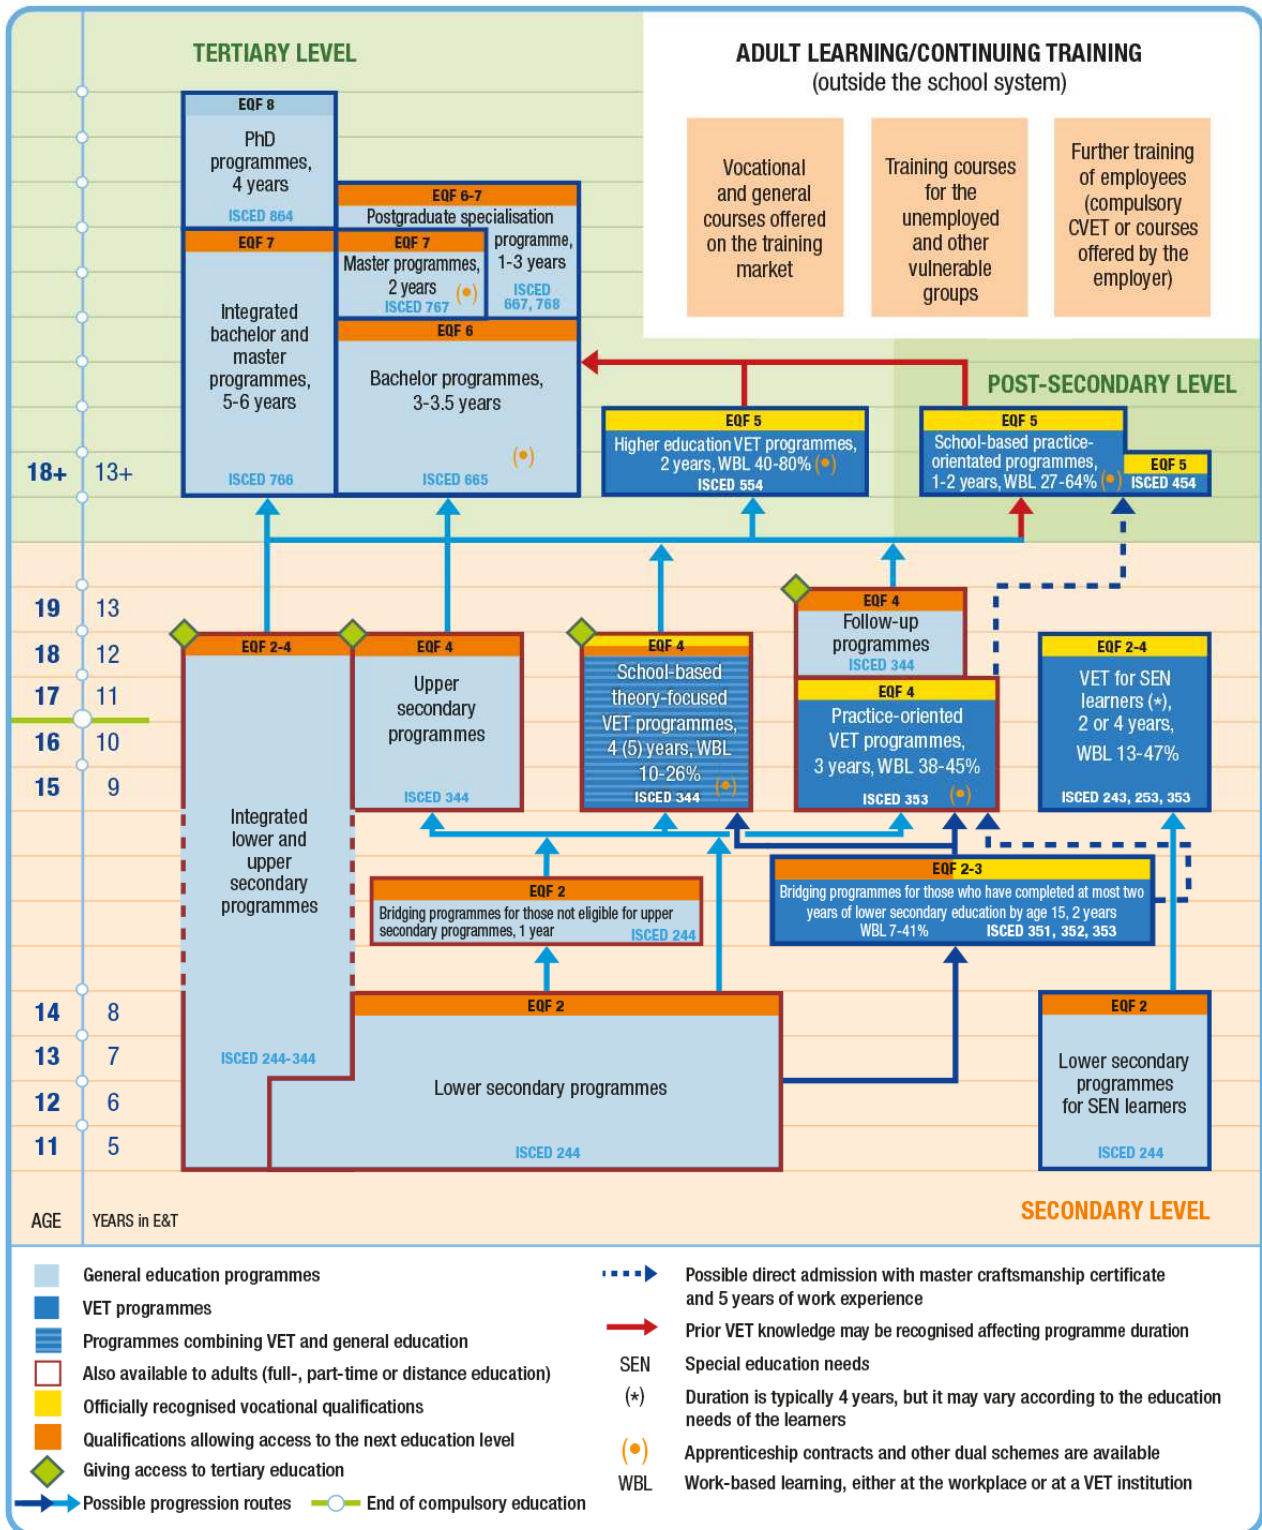 TERTIARY LEVEL
ADULT LEARNING/CONTINUING TRAINING
(outside the school system)
Vocational
and general
courses offered
on the training
market
Training courses
for the
unemployed
and other
vulnerable
groups
Further training
of employees
(compulsory
CVET or courses
offered by the
employer)
EQF 8
PhD
programmes,
4 years
ISCED 864
EQF 6-7
Postgraduate specialisation
programme,
1-3 years
ISCED
667, 768
EQF 7
Integrated
bachelor and
master
programmes,
5-6 years
ISCED 766
EQF 7
Master programmes,
2 years
(•)
ISCED 767
EQF 6
Bachelor programmes,
3-3.5 years
(•)
ISCED 665
POST-SECONDARY LEVEL
EQF 5
Higher education VET programmes,
2 years, WBL 40-80% (•)
ISCED 554
EQF 5
School-based practice-
orientated programmes,
1-2 years, WBL 27-64% (•)
EQF 5
ISCED 454
18+ 13+
19 13
18 12
17 11
16 10
15 9
14 8
13 7
12 6
11 5
AGE YEARS in E&T
EQF 2-4
Integrated
lower and
upper
secondary
programmes
ISCED 244-344
EQF 4
Upper
secondary
programmes
ISCED 344
EQF 4
School-based
theory-focused
VET programmes,
4 (5) years, WBL
10-26%
(•)
ISCED 344
EQF 4
Follow-up
programmes
ISCED 344
EQF 4
Practice-oriented
VET programmes,
3 years, WBL 38-45%
ISCED 353 (•)
EQF 2-4
VET for SEN
learners (*),
2 or 4 years,
WBL 13-47%
ISCED 243, 253, 353
EQF 2
Bridging programmes for those not eligible for upper
secondary programmes, 1 year
ISCED 244
EQF 2-3
Bridging programmes for those who have completed at most two
years of lower secondary education by age 15, 2 years
WBL 7-41% ISCED 351, 352, 353
EQF 2
Lower secondary programmes
ISCED 244
EQF 2
Lower secondary
programmes
for SEN learners
ISCED 244
SECONDARY LEVEL
General education programmes
VET programmes
Programmes combining VET and general education
Also available to adults (full-, part-time or distance education)
Officially recognised vocational qualifications
Qualifications allowing access to the next education level
Giving access to tertiary education
Possible progression routes
End of compulsory education
Possible direct admission with master craftsmanship certificate
and 5 years of work experience
Prior VET knowledge may be recognised affecting programme duration
SEN Special education needs
(*) Duration is typically 4 years, but it may vary according to the education
needs of the learners
(•) Apprenticeship contracts and other dual schemes are available
WBL Work-based learning, either at the workplace or at a VET institution